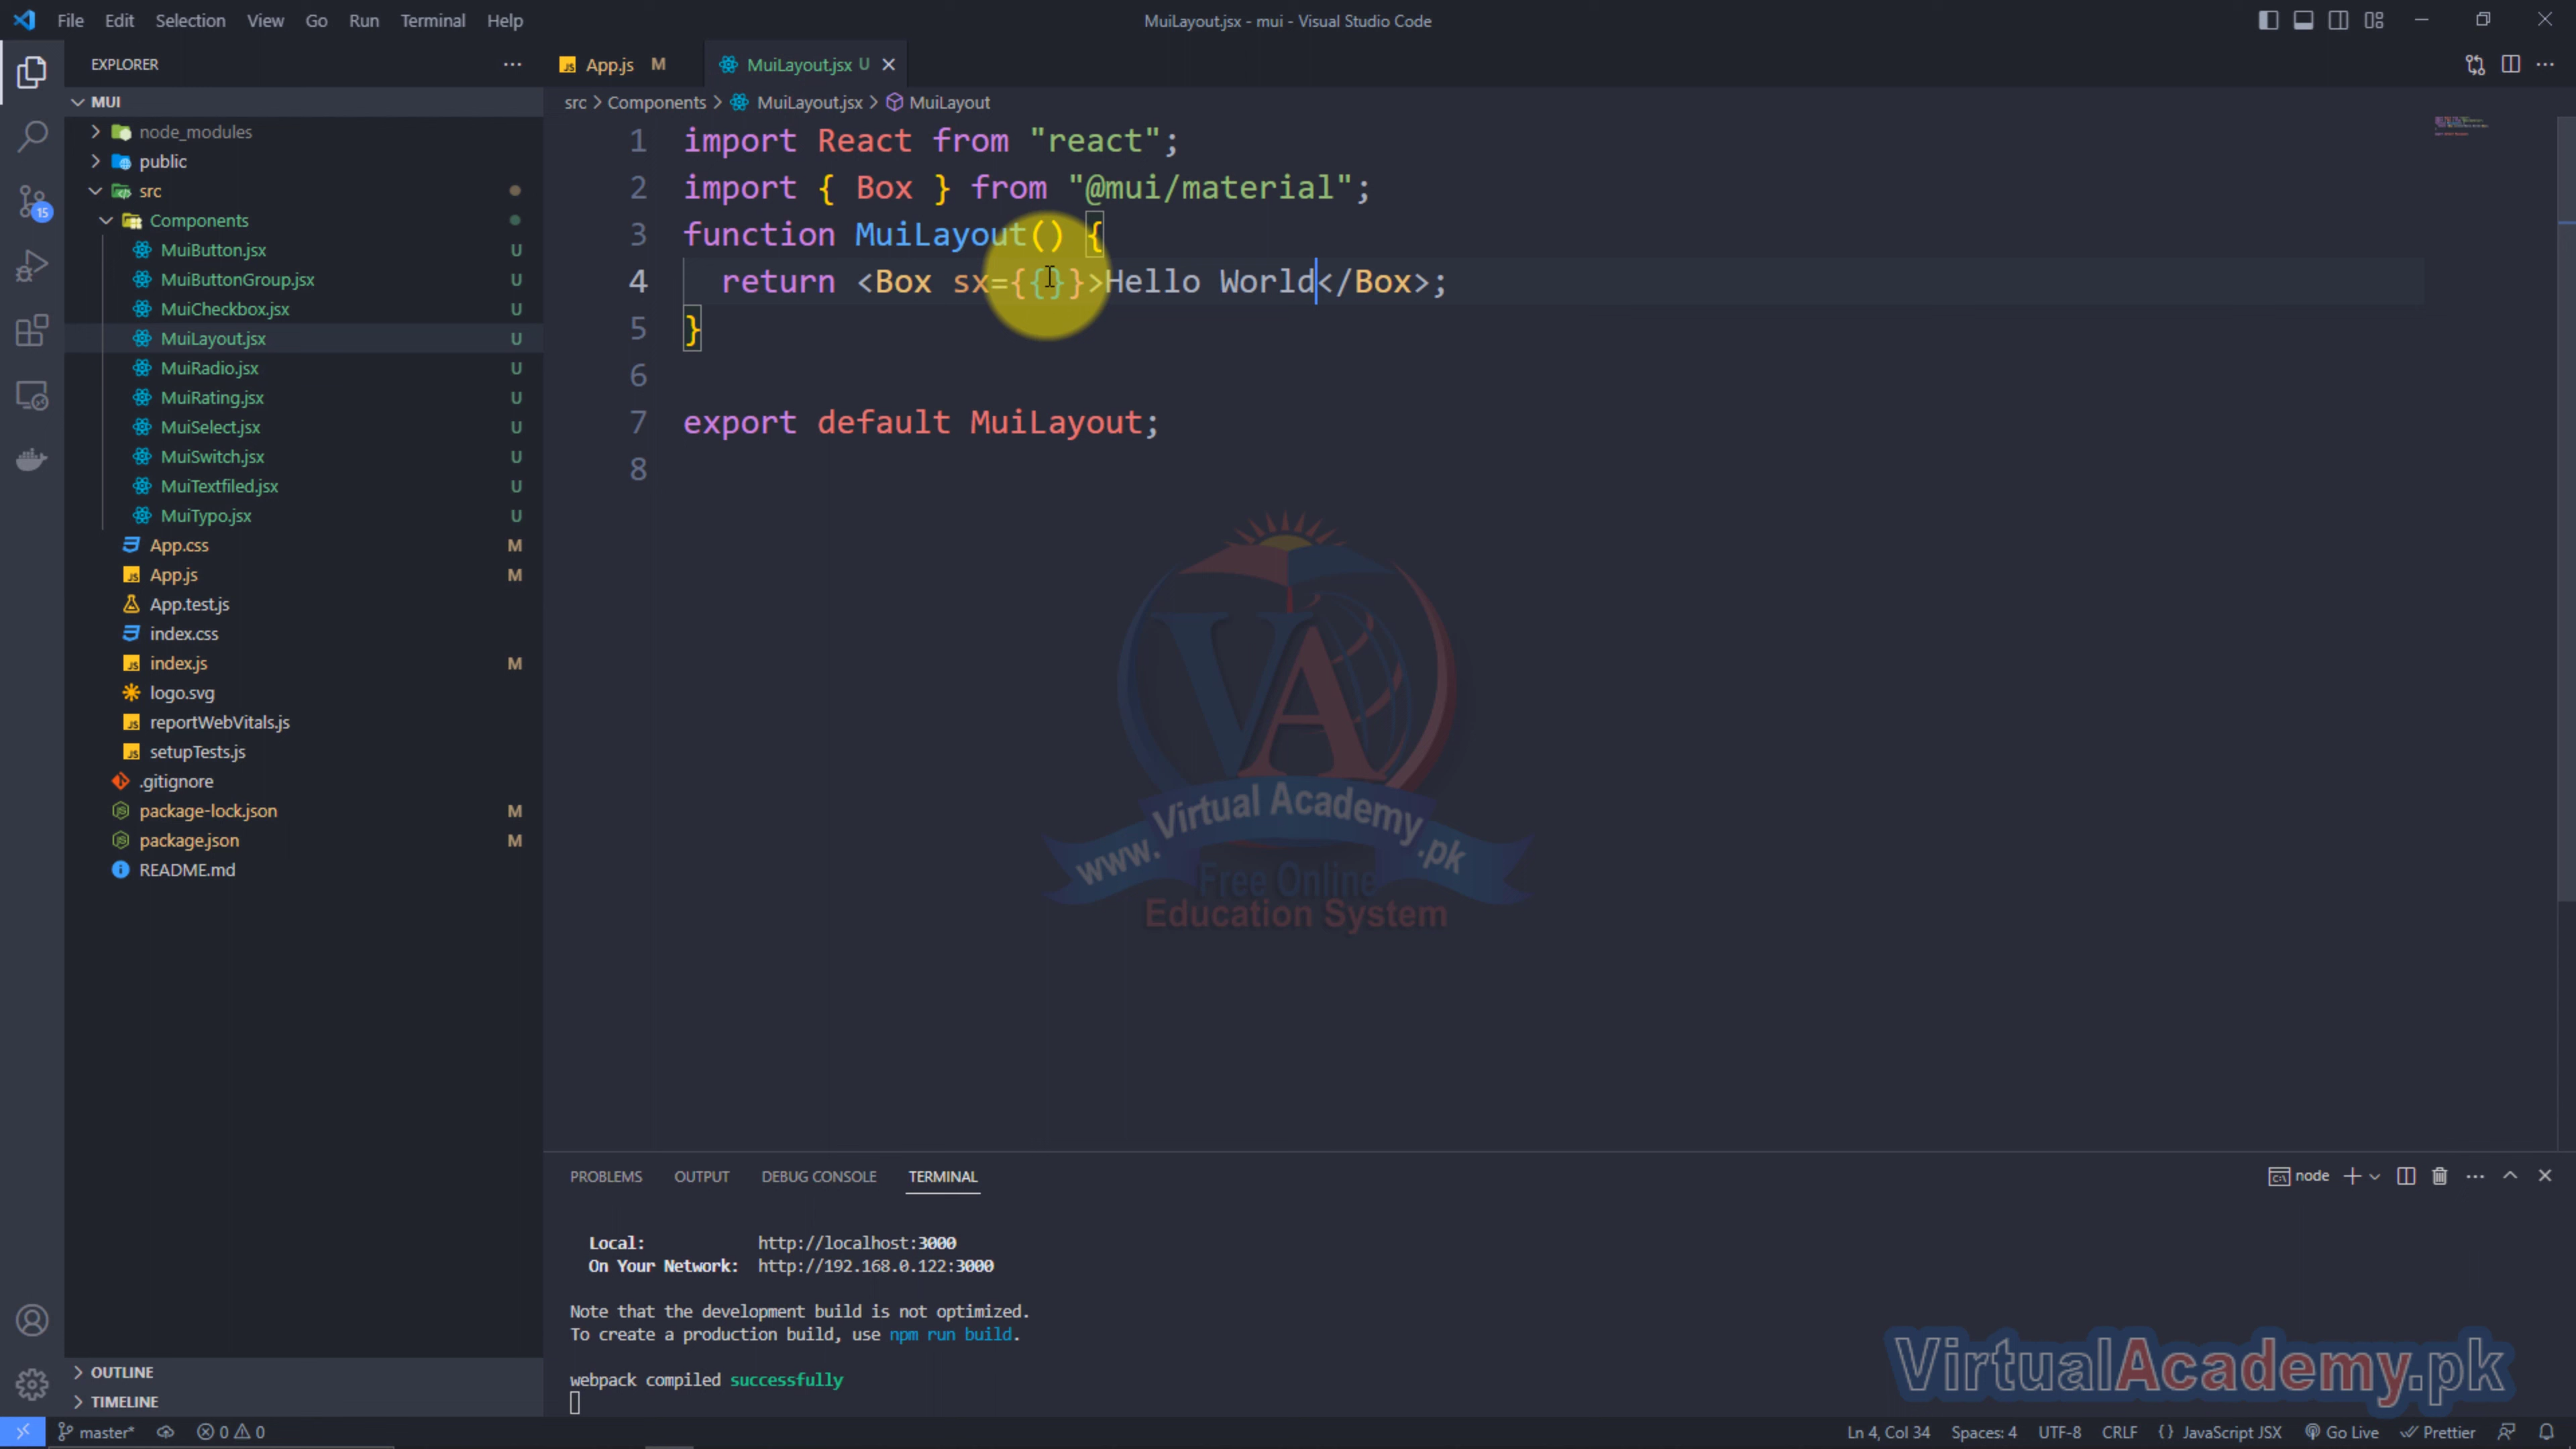 File Edit Selection View Go Run Terminal Help MuiLayout.jsx - mui - Visual Studio Code
EXPLORER
App.js M MuiLayout.jsx U
MUI
src > Components > MuiLayout.jsx > MuiLayout
node_modules
public
src
Components
MuiButton.jsx U
MuiButtonGroup.jsx U
MuiCheckbox.jsx U
MuiLayout.jsx U
MuiRadio.jsx U
MuiRating.jsx U
MuiSelect.jsx U
MuiSwitch.jsx U
MuiTextfiled.jsx U
MuiTypo.jsx U
App.css M
App.js M
App.test.js
index.css
index.js M
logo.svg
reportWebVitals.js
setupTests.js
.gitignore
package-lock.json M
package.json M
README.md
OUTLINE
TIMELINE
15
1 import React from "react";
2 import { Box } from "@mui/material";
3 function MuiLayout() {
4 return <Box sx={{}}>Hello World</Box>;
5 }
6
7 export default MuiLayout;
8
VA
www.Virtual Academy.pk
Free Online
Education System
PROBLEMS OUTPUT DEBUG CONSOLE TERMINAL node
Local: http://localhost:3000
On Your Network: http://192.168.0.122:3000
Note that the development build is not optimized.
To create a production build, use npm run build.
webpack compiled successfully
VirtualAcademy.pk
master* 0 0 Ln 4, Col 34 Spaces: 4 UTF-8 CRLF {} JavaScript JSX Go Live Prettier